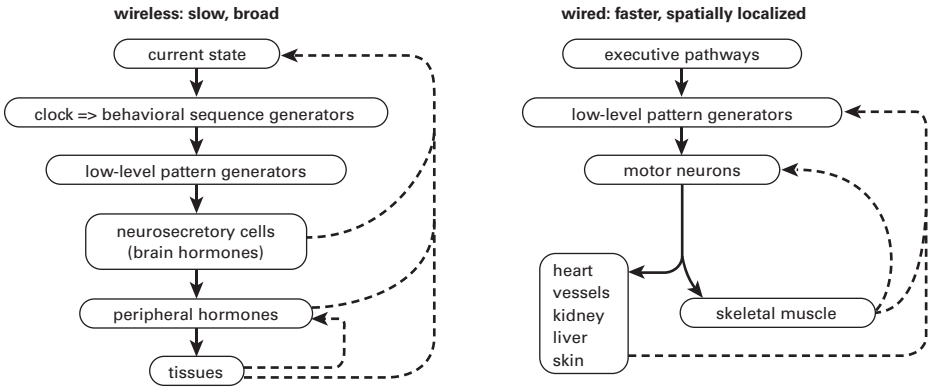 wireless: slow, broad
current state
clock => behavioral sequence generators
low-level pattern generators
neurosecretory cells
(brain hormones)
peripheral hormones
tissues
wired: faster, spatially localized
executive pathways
low-level pattern generators
motor neurons
heart
vessels
kidney
liver
skin
skeletal muscle